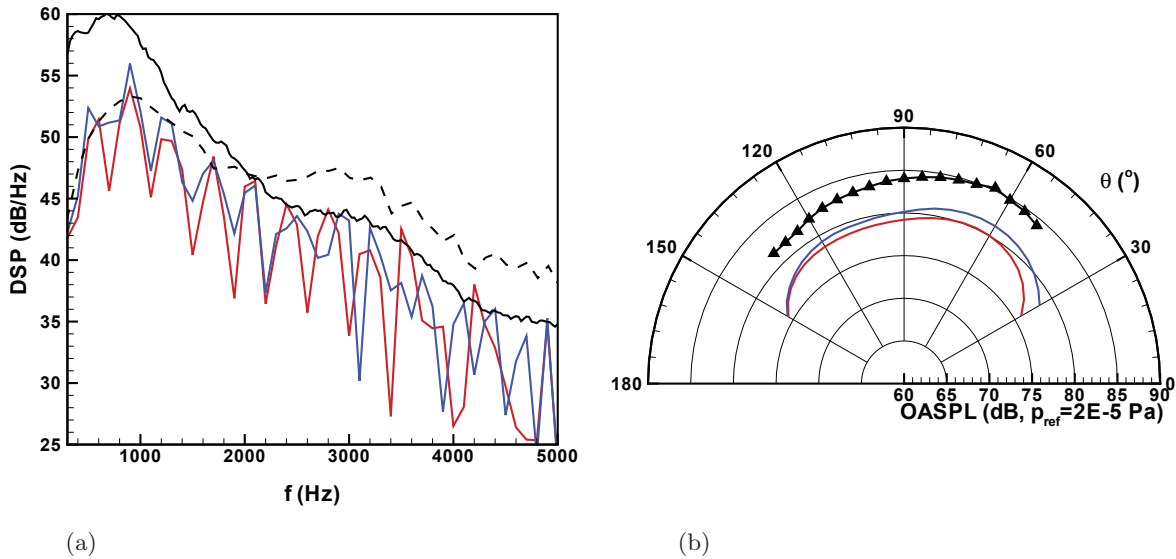 60
55
50
45
40
35
30
25
DSP (dB/Hz)
1000 2000 3000 4000 5000
f (Hz)
(a)
90
120 60
θ (°)
150 30
180 0
60 65 70 75 80 85 90
OASPL (dB, pref=2E-5 Pa)
(b)